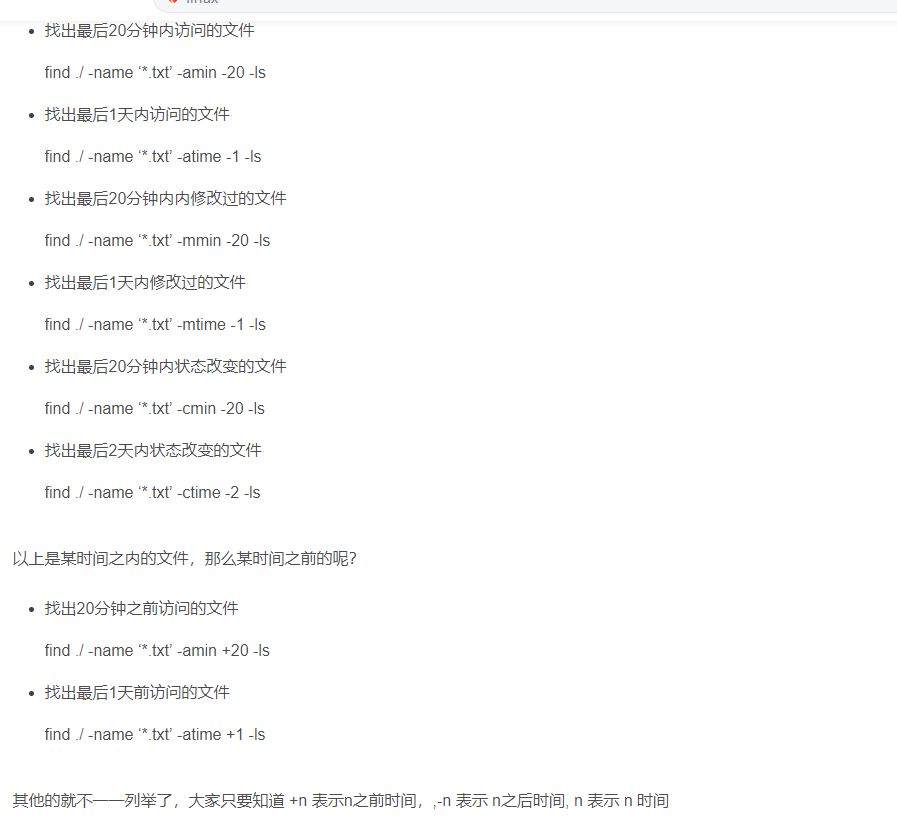 找出最后20分钟内访问的文件
find ./ -name ‘*.txt’ -amin -20 -ls
找出最后1天内访问的文件
find ./ -name ‘*.txt’ -atime -1 -ls
找出最后20分钟内内修改过的文件
find ./ -name ‘*.txt’ -mmin -20 -ls
找出最后1天内修改过的文件
find ./ -name ‘*.txt’ -mtime -1 -ls
找出最后20分钟内状态改变的文件
find ./ -name ‘*.txt’ -cmin -20 -ls
找出最后2天内状态改变的文件
find ./ -name ‘*.txt’ -ctime -2 -ls
以上是某时间之内的文件，那么某时间之前的呢？
找出20分钟之前访问的文件
find ./ -name ‘*.txt’ -amin +20 -ls
找出最后1天前访问的文件
find ./ -name ‘*.txt’ -atime +1 -ls
其他的就不一一列举了，大家只要知道 +n 表示n之前时间，,-n 表示 n之后时间, n 表示 n 时间